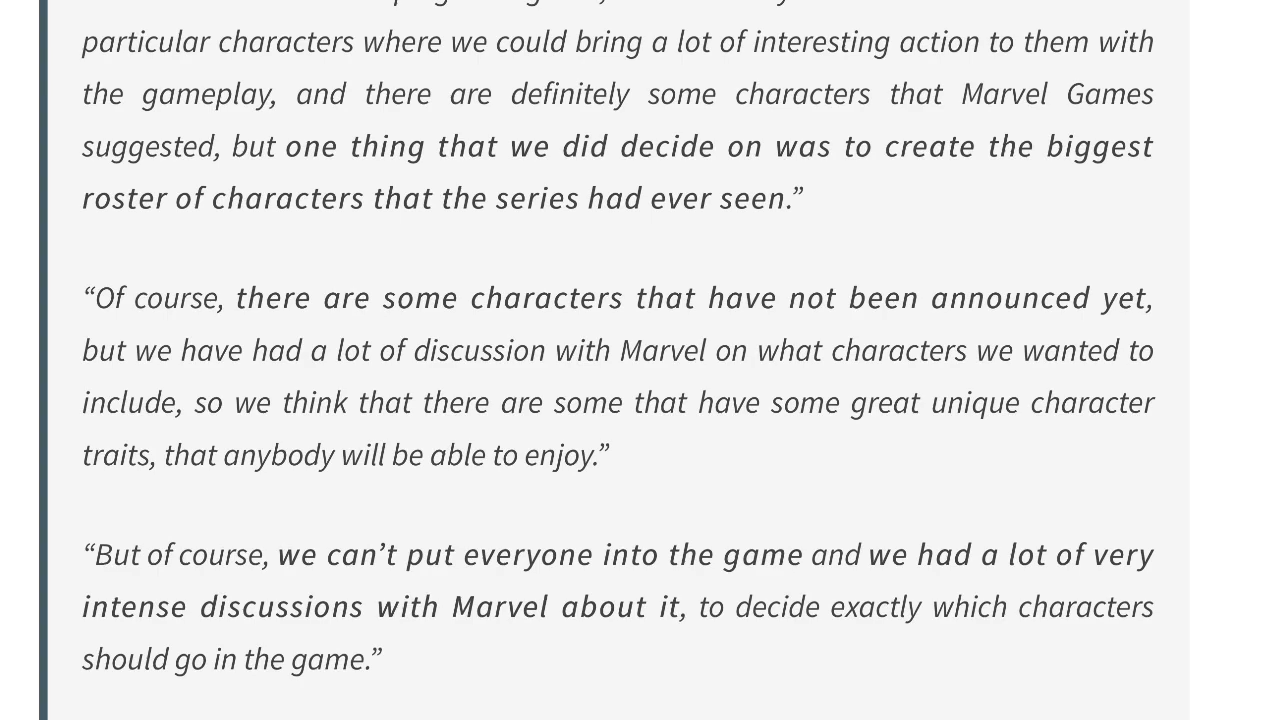 particular characters where we could bring a lot of interesting action to them with
the gameplay, and there are definitely some characters that Marvel Games
suggested, but one thing that we did decide on was to create the biggest
roster of characters that the series had ever seen.”
“Of course, there are some characters that have not been announced yet,
but we have had a lot of discussion with Marvel on what characters we wanted to
include, so we think that there are some that have some great unique character
traits, that anybody will be able to enjoy.”
“But of course, we can’t put everyone into the game and we had a lot of very
intense discussions with Marvel about it, to decide exactly which characters
should go in the game.”